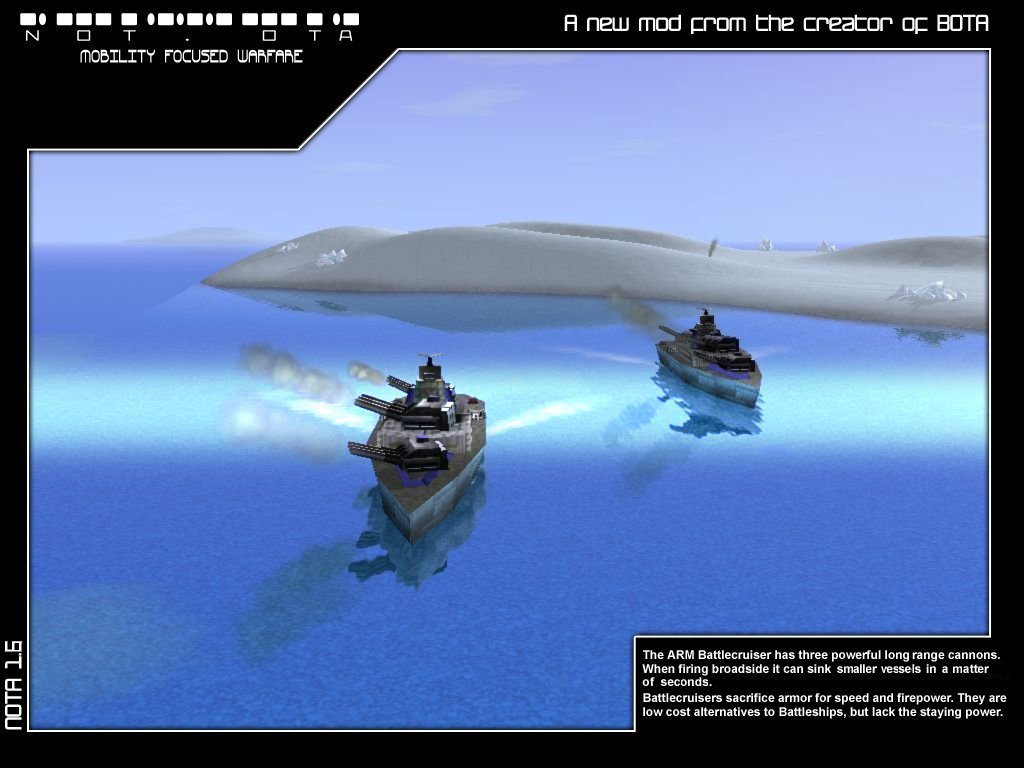 NOT . OTA
MOBILITY FOCUSED WARFARE
A new mod from the creator of BOTA
NOTA 1.6
The ARM Battlecruiser has three powerful long range cannons.
When firing broadside it can sink smaller vessels in a matter
of seconds.
Battlecruisers sacrifice armor for speed and firepower. They are
low cost alternatives to Battleships, but lack the staying power.